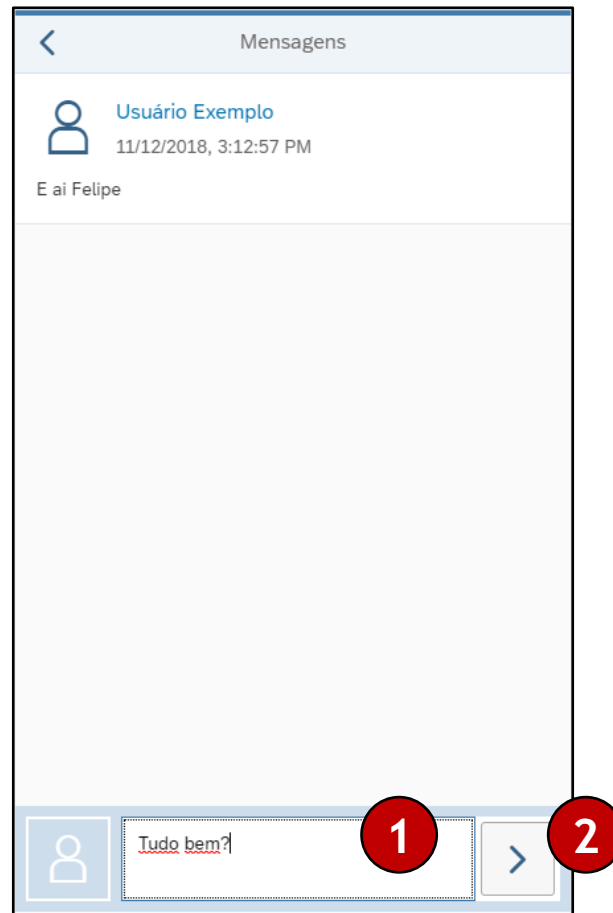 Mensagens
Usuário Exemplo
11/12/2018, 3:12:57 PM
E ai Felipe
Tudo bem?
1
2